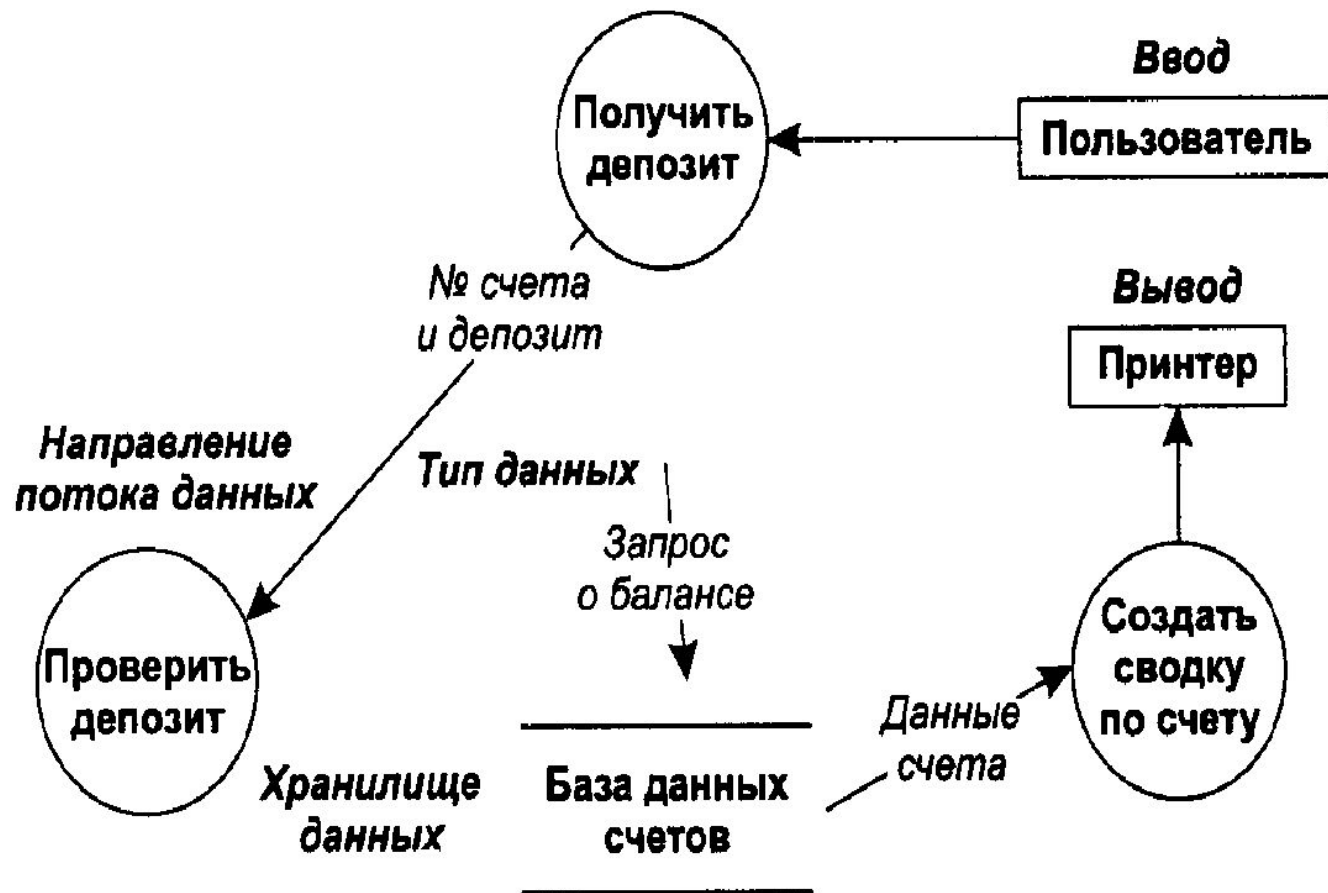 Ввод
Получить
депозит
Пользователь
№ счета
и депозит
Вывод
Принтер
Направление
потока данных
Тип данных
Запрос
о балансе
Создать
сводку
по счету
Проверить
депозит
Данные
счета
Хранилище
данных
База данных
счетов